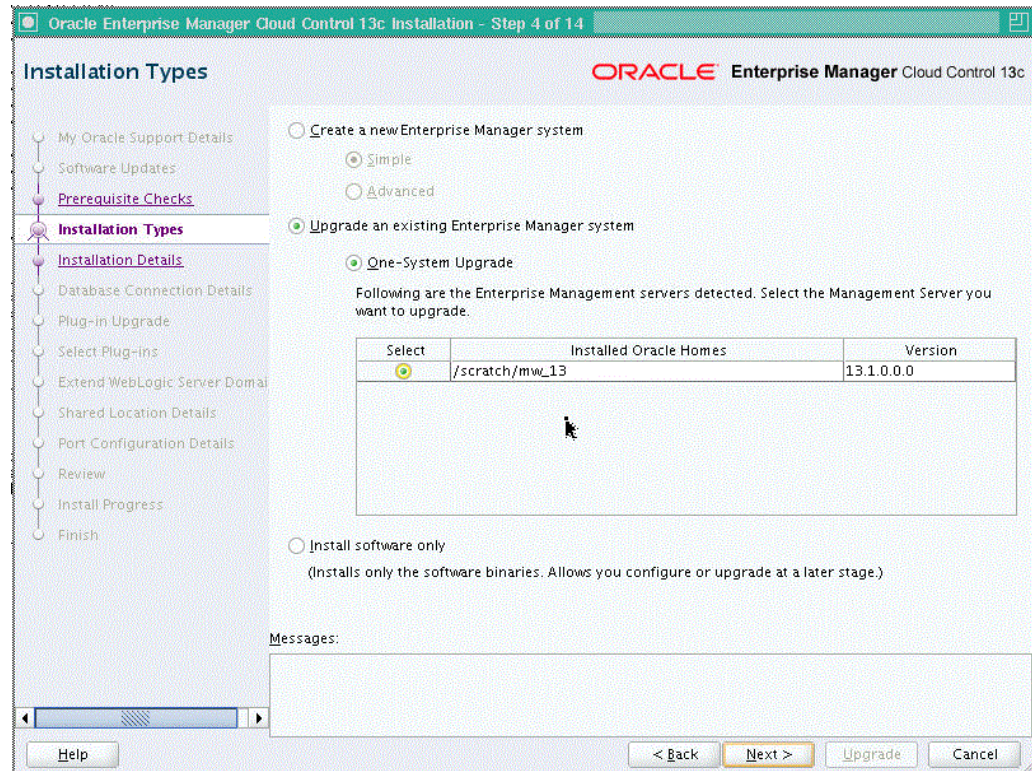 Oracle Enterprise Manager Cloud Control 13c Installation - Step 4 of 14
Installation Types
ORACLE Enterprise Manager Cloud Control 13c
My Oracle Support Details
Software Updates
Prerequisite Checks
Installation Types
Installation Details
Database Connection Details
Plug-in Upgrade
Select Plug-ins
Extend WebLogic Server Domai
Shared Location Details
Port Configuration Details
Review
Install Progress
Finish
Create a new Enterprise Manager system
Simple
Advanced
Upgrade an existing Enterprise Manager system
One-System Upgrade
Following are the Enterprise Management servers detected. Select the Management Server you
want to upgrade.
Select Installed Oracle Homes Version
/scratch/mw_13 13.1.0.0.0
Install software only
(Installs only the software binaries. Allows you configure or upgrade at a later stage.)
Messages:
Help < Back Next > Upgrade Cancel